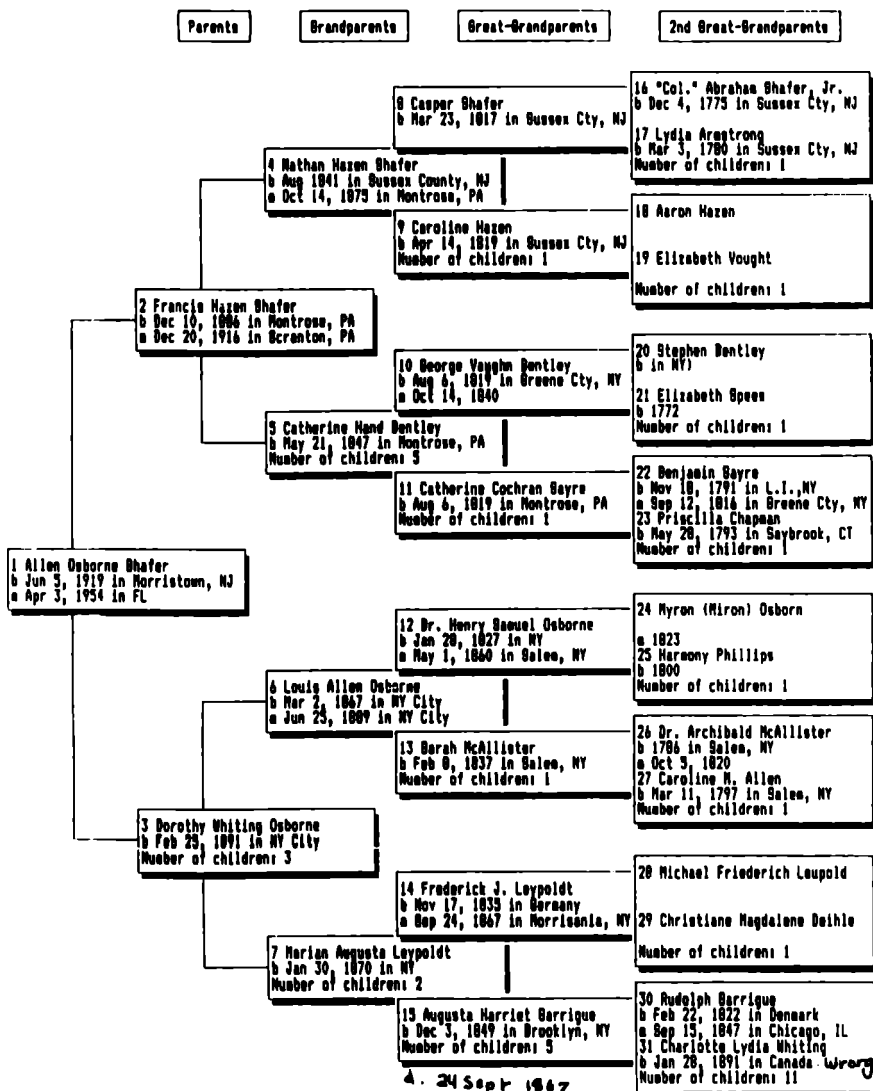 Parents
Grandparents
Great-Grandparents
2nd Great-Grandparents
1 Allen Osborne Shafer
b Jun 5, 1919 in Morristown, NJ
m Apr 3, 1954 in FL
2 Francis Hazen Shafer
b Dec 10, 1886 in Montrose, PA
m Dec 20, 1916 in Scranton, PA
3 Dorothy Whiting Osborne
b Feb 25, 1891 in NY City
Number of children: 3
4 Nathan Hazen Shafer
b Aug 1841 in Sussex County, NJ
m Oct 14, 1875 in Montrose, PA
5 Catherine Hand Bentley
b May 21, 1847 in Montrose, PA
Number of children: 5
6 Louis Allen Osborne
b Mar 2, 1867 in NY City
m Jun 25, 1889 in NY City
7 Marian Augusta Leypoldt
b Jan 30, 1870 in NY
Number of children: 2
8 Casper Shafer
b Mar 23, 1817 in Sussex Cty, NJ
9 Caroline Hazen
b Apr 14, 1819 in Sussex Cty, NJ
Number of children: 1
10 George Vaughn Bentley
b Aug 6, 1819 in Greene Cty, NY
m Oct 14, 1840
11 Catherine Cochran Sayre
b Aug 6, 1819 in Montrose, PA
Number of children: 1
12 Dr. Henry Samuel Osborne
b Jan 28, 1827 in NY
m May 1, 1860 in Salem, NY
13 Sarah McAllister
b Feb 8, 1837 in Salem, NY
Number of children: 1
14 Frederick J. Leypoldt
b Nov 17, 1835 in Germany
m Sep 24, 1867 in Morrisania, NY
15 Augusta Harriet Garrigue
b Dec 3, 1849 in Brooklyn, NY
Number of children: 5
d. 24 Sept 1867
16 "Col." Abraham Shafer, Jr.
b Dec 4, 1775 in Sussex Cty, NJ
17 Lydia Armstrong
b Mar 3, 1780 in Sussex Cty, NJ
Number of children: 1
18 Aaron Hazen
19 Elizabeth Vought
Number of children: 1
20 Stephen Bentley
b in NY)
21 Elizabeth Spees
b 1772
Number of children: 1
22 Benjamin Sayre
b Nov 18, 1791 in L.I.,NY
m Sep 12, 1816 in Greene Cty, NY
23 Priscilla Chapman
b May 28, 1793 in Saybrook, CT
Number of children: 1
24 Myron (Miron) Osborn
m 1823
25 Harmony Phillips
b 1800
Number of children: 1
26 Dr. Archibald McAllister
b 1786 in Salem, NY
m Oct 5, 1820
27 Caroline M. Allen
b Mar 11, 1797 in Salem, NY
Number of children: 1
28 Michael Friederich Leupold
29 Christiane Magdalene Deihle
Number of children: 1
30 Rudolph Garrigue
b Feb 22, 1822 in Denmark
m Sep 15, 1847 in Chicago, IL
31 Charlotte Lydia Whiting
b Jan 28, 1891 in Canada wrong
Number of children: 11